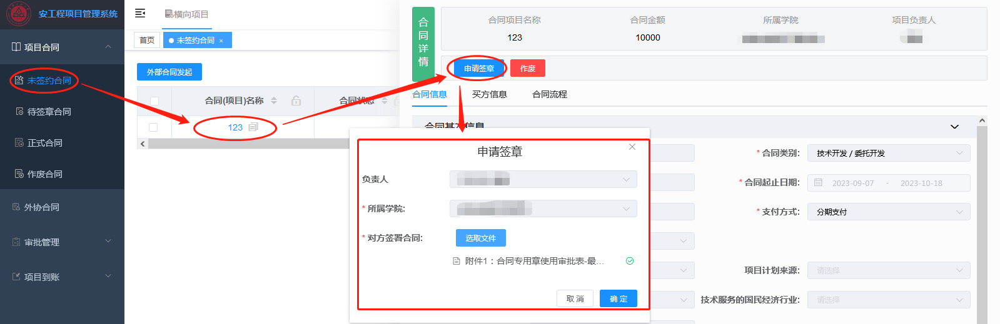 安工程项目管理系统
项目合同
未签约合同
待签章合同
正式合同
作废合同
外协合同
审批管理
项目到账
横向项目
首页
未签约合同 ×
外部合同发起
合同(项目)名称
合同状态
123
合同详情
合同项目名称
合同金额
所属学院
项目负责人
123
10000
申请签章
作废
合同信息
买方信息
合同流程
* 合同类别:
技术开发 / 委托开发
* 合同起止日期:
2023-09-07 - 2023-10-18
* 支付方式:
分期支付
项目计划来源:
请选择
技术服务的国民经济行业:
请选择
申请签章
负责人
* 所属学院:
* 对方签署合同:
选取文件
附件1：合同专用章使用审批表-最...
取 消
确 定